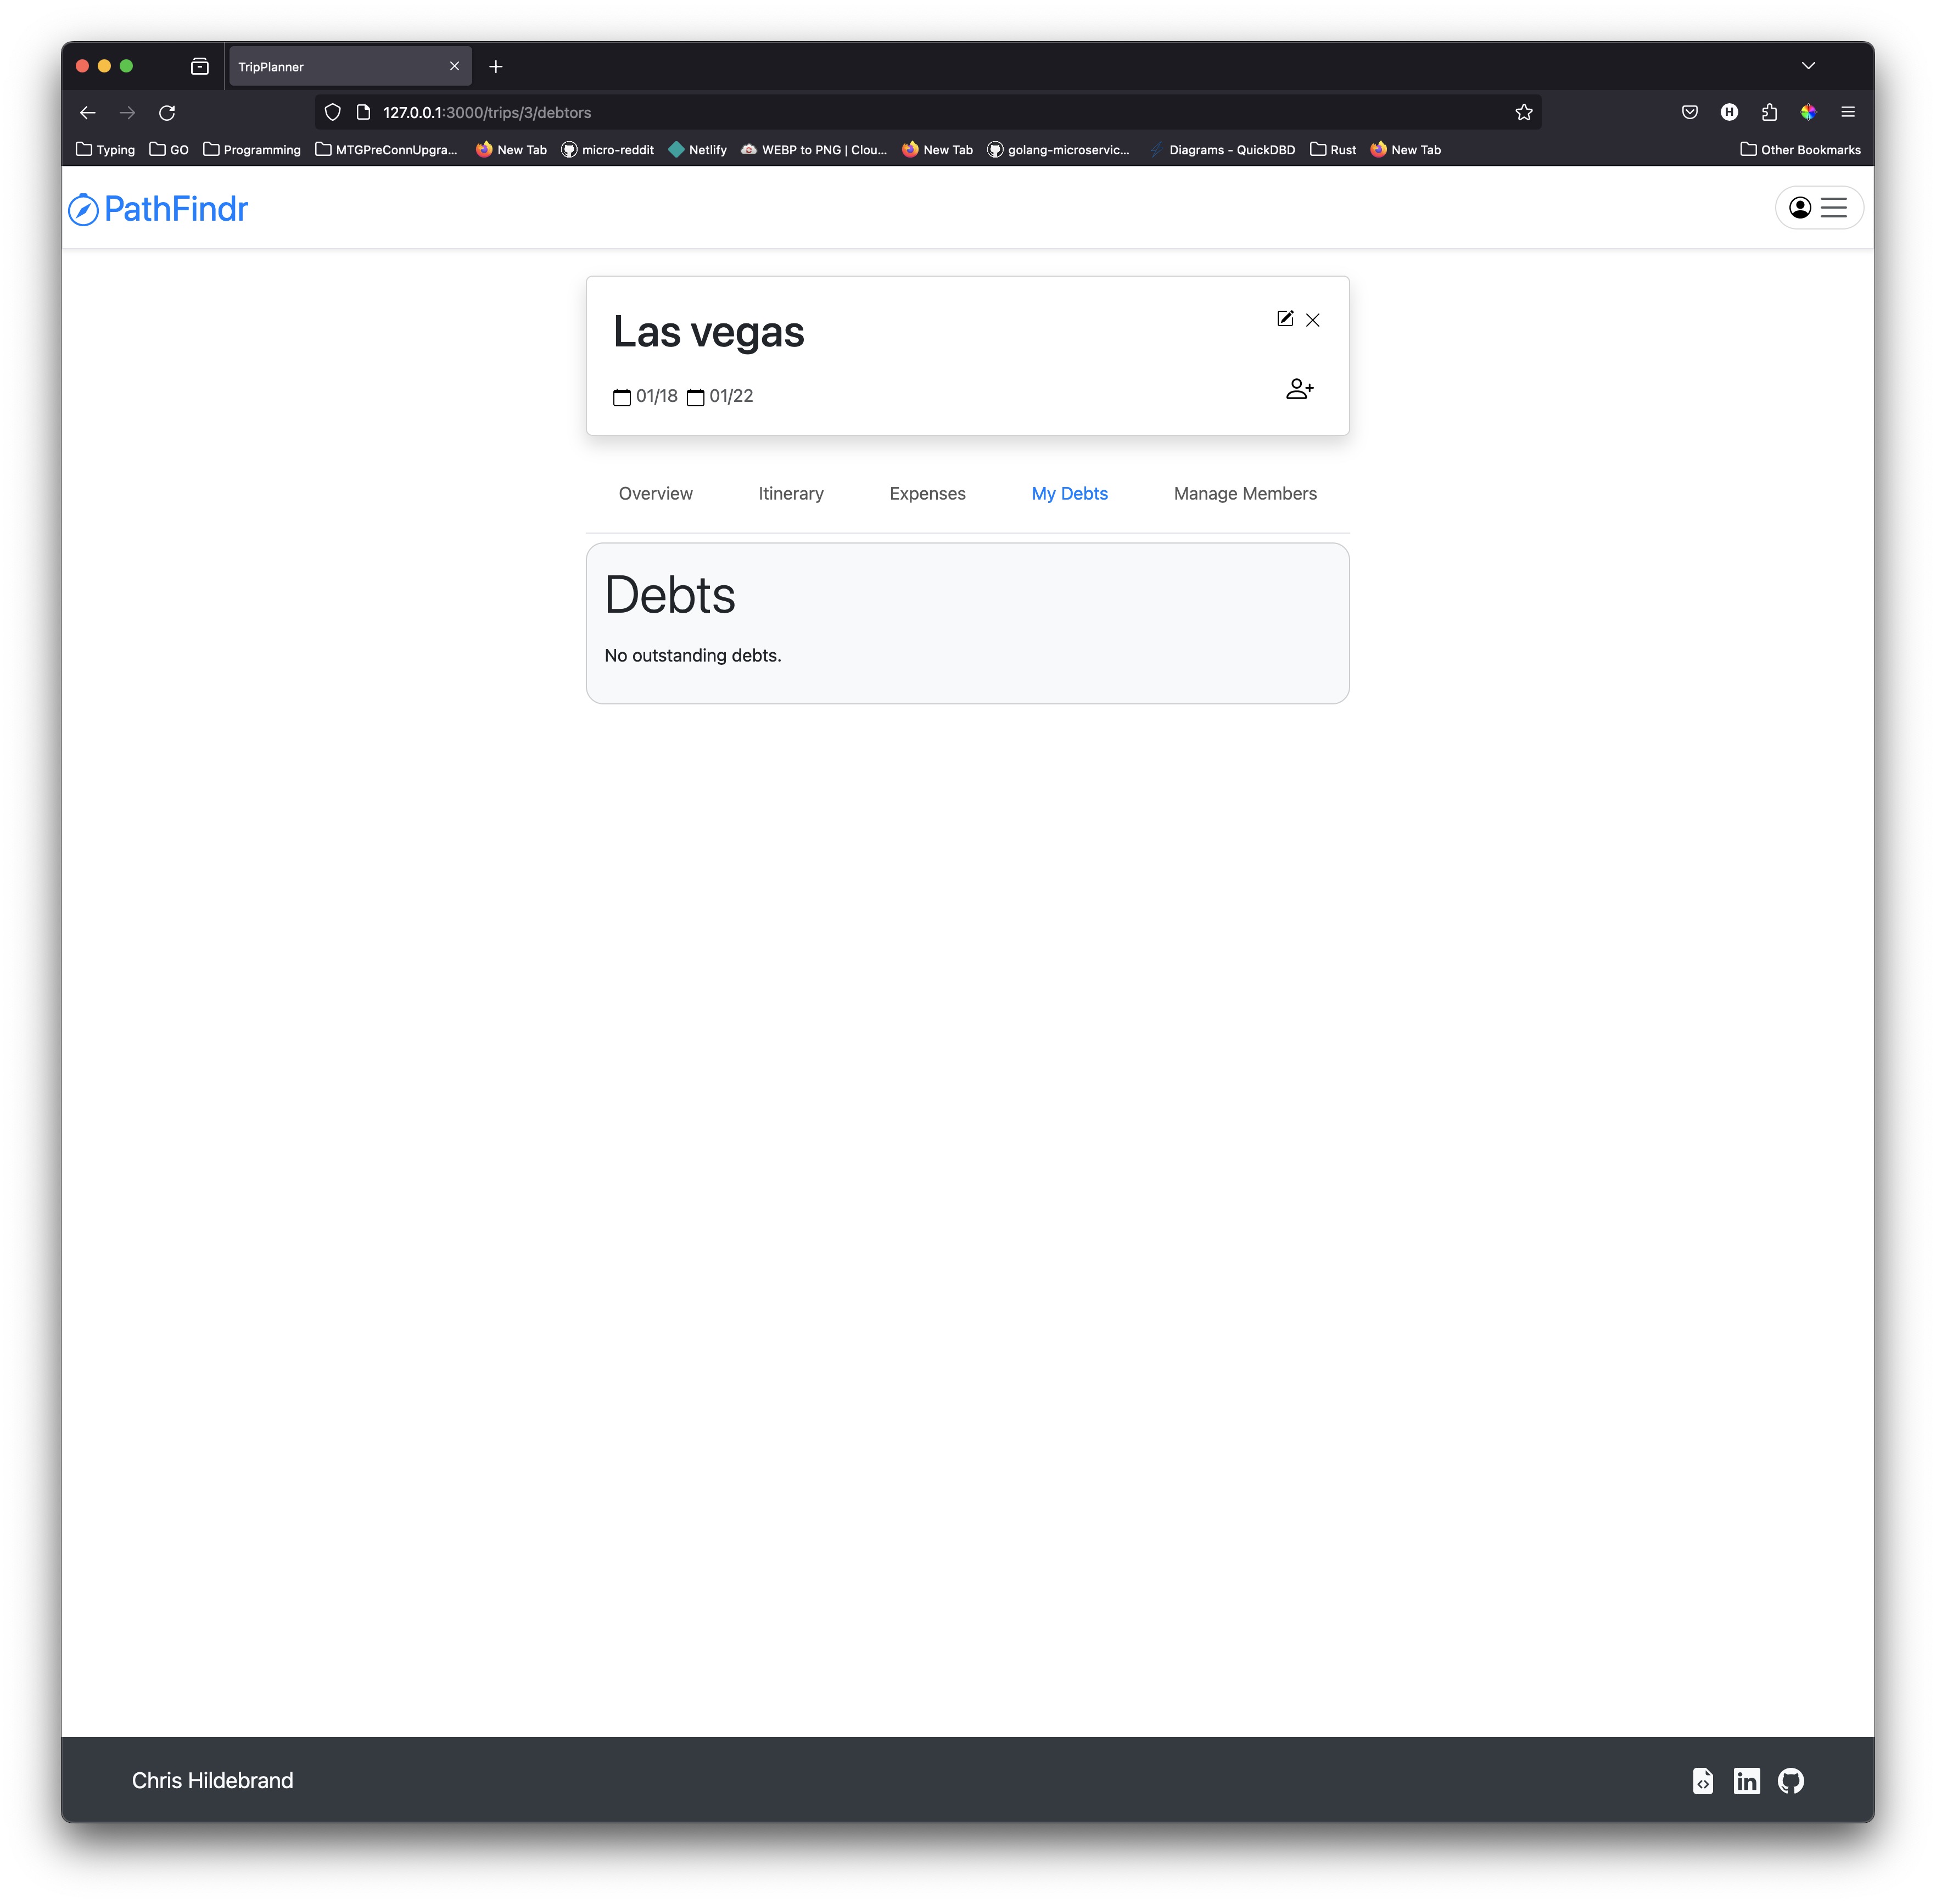 TripPlanner
127.0.0.1:3000/trips/3/debtors
H
Typing GO Programming MTGPreConnUpgra... New Tab micro-reddit Netlify WEBP to PNG | Clou... New Tab golang-microservic... Diagrams - QuickDBD Rust New Tab Other Bookmarks
PathFindr
Las vegas
01/18 01/22
Overview Itinerary Expenses My Debts Manage Members
Debts
No outstanding debts.
Chris Hildebrand
in